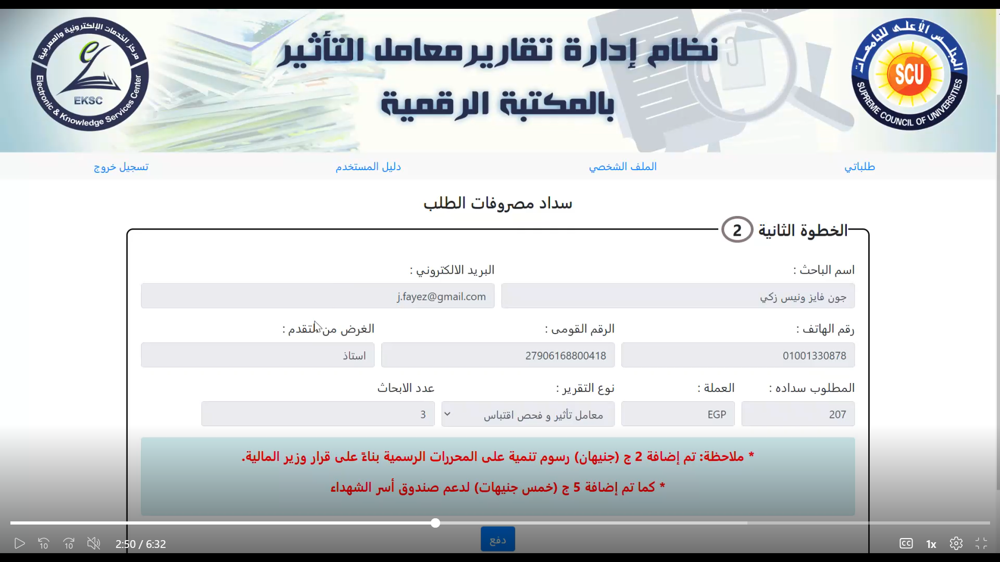 مركز الخدمات الإلكترونية والمعرفية
EKSC
Electronic & Knowledge Services Center
نظام إدارة تقارير معامل التأثير
بالمكتبة الرقمية
المجلس الأعلى للجامعات
SCU
SUPREME COUNCIL OF UNIVERSITIES
طلباتي
الملف الشخصي
دليل المستخدم
تسجيل خروج
سداد مصروفات الطلب
الخطوة الثانية 2
اسم الباحث :
البريد الالكتروني :
جون فايز ونيس زكي
j.fayez@gmail.com
رقم الهاتف :
الرقم القومى :
الغرض من التقدم :
01001330878
27906168800418
استاذ
المطلوب سداده :
العملة :
نوع التقرير :
عدد الابحاث
207
EGP
معامل تأثير و فحص اقتباس
3
* ملاحظة: تم إضافة 2 ج (جنيهان) رسوم تنمية على المحررات الرسمية بناءً على قرار وزير المالية.
* كما تم إضافة 5 ج (خمس جنيهات) لدعم صندوق أسر الشهداء
دفع
10
10
2:50 / 6:32
CC
1x